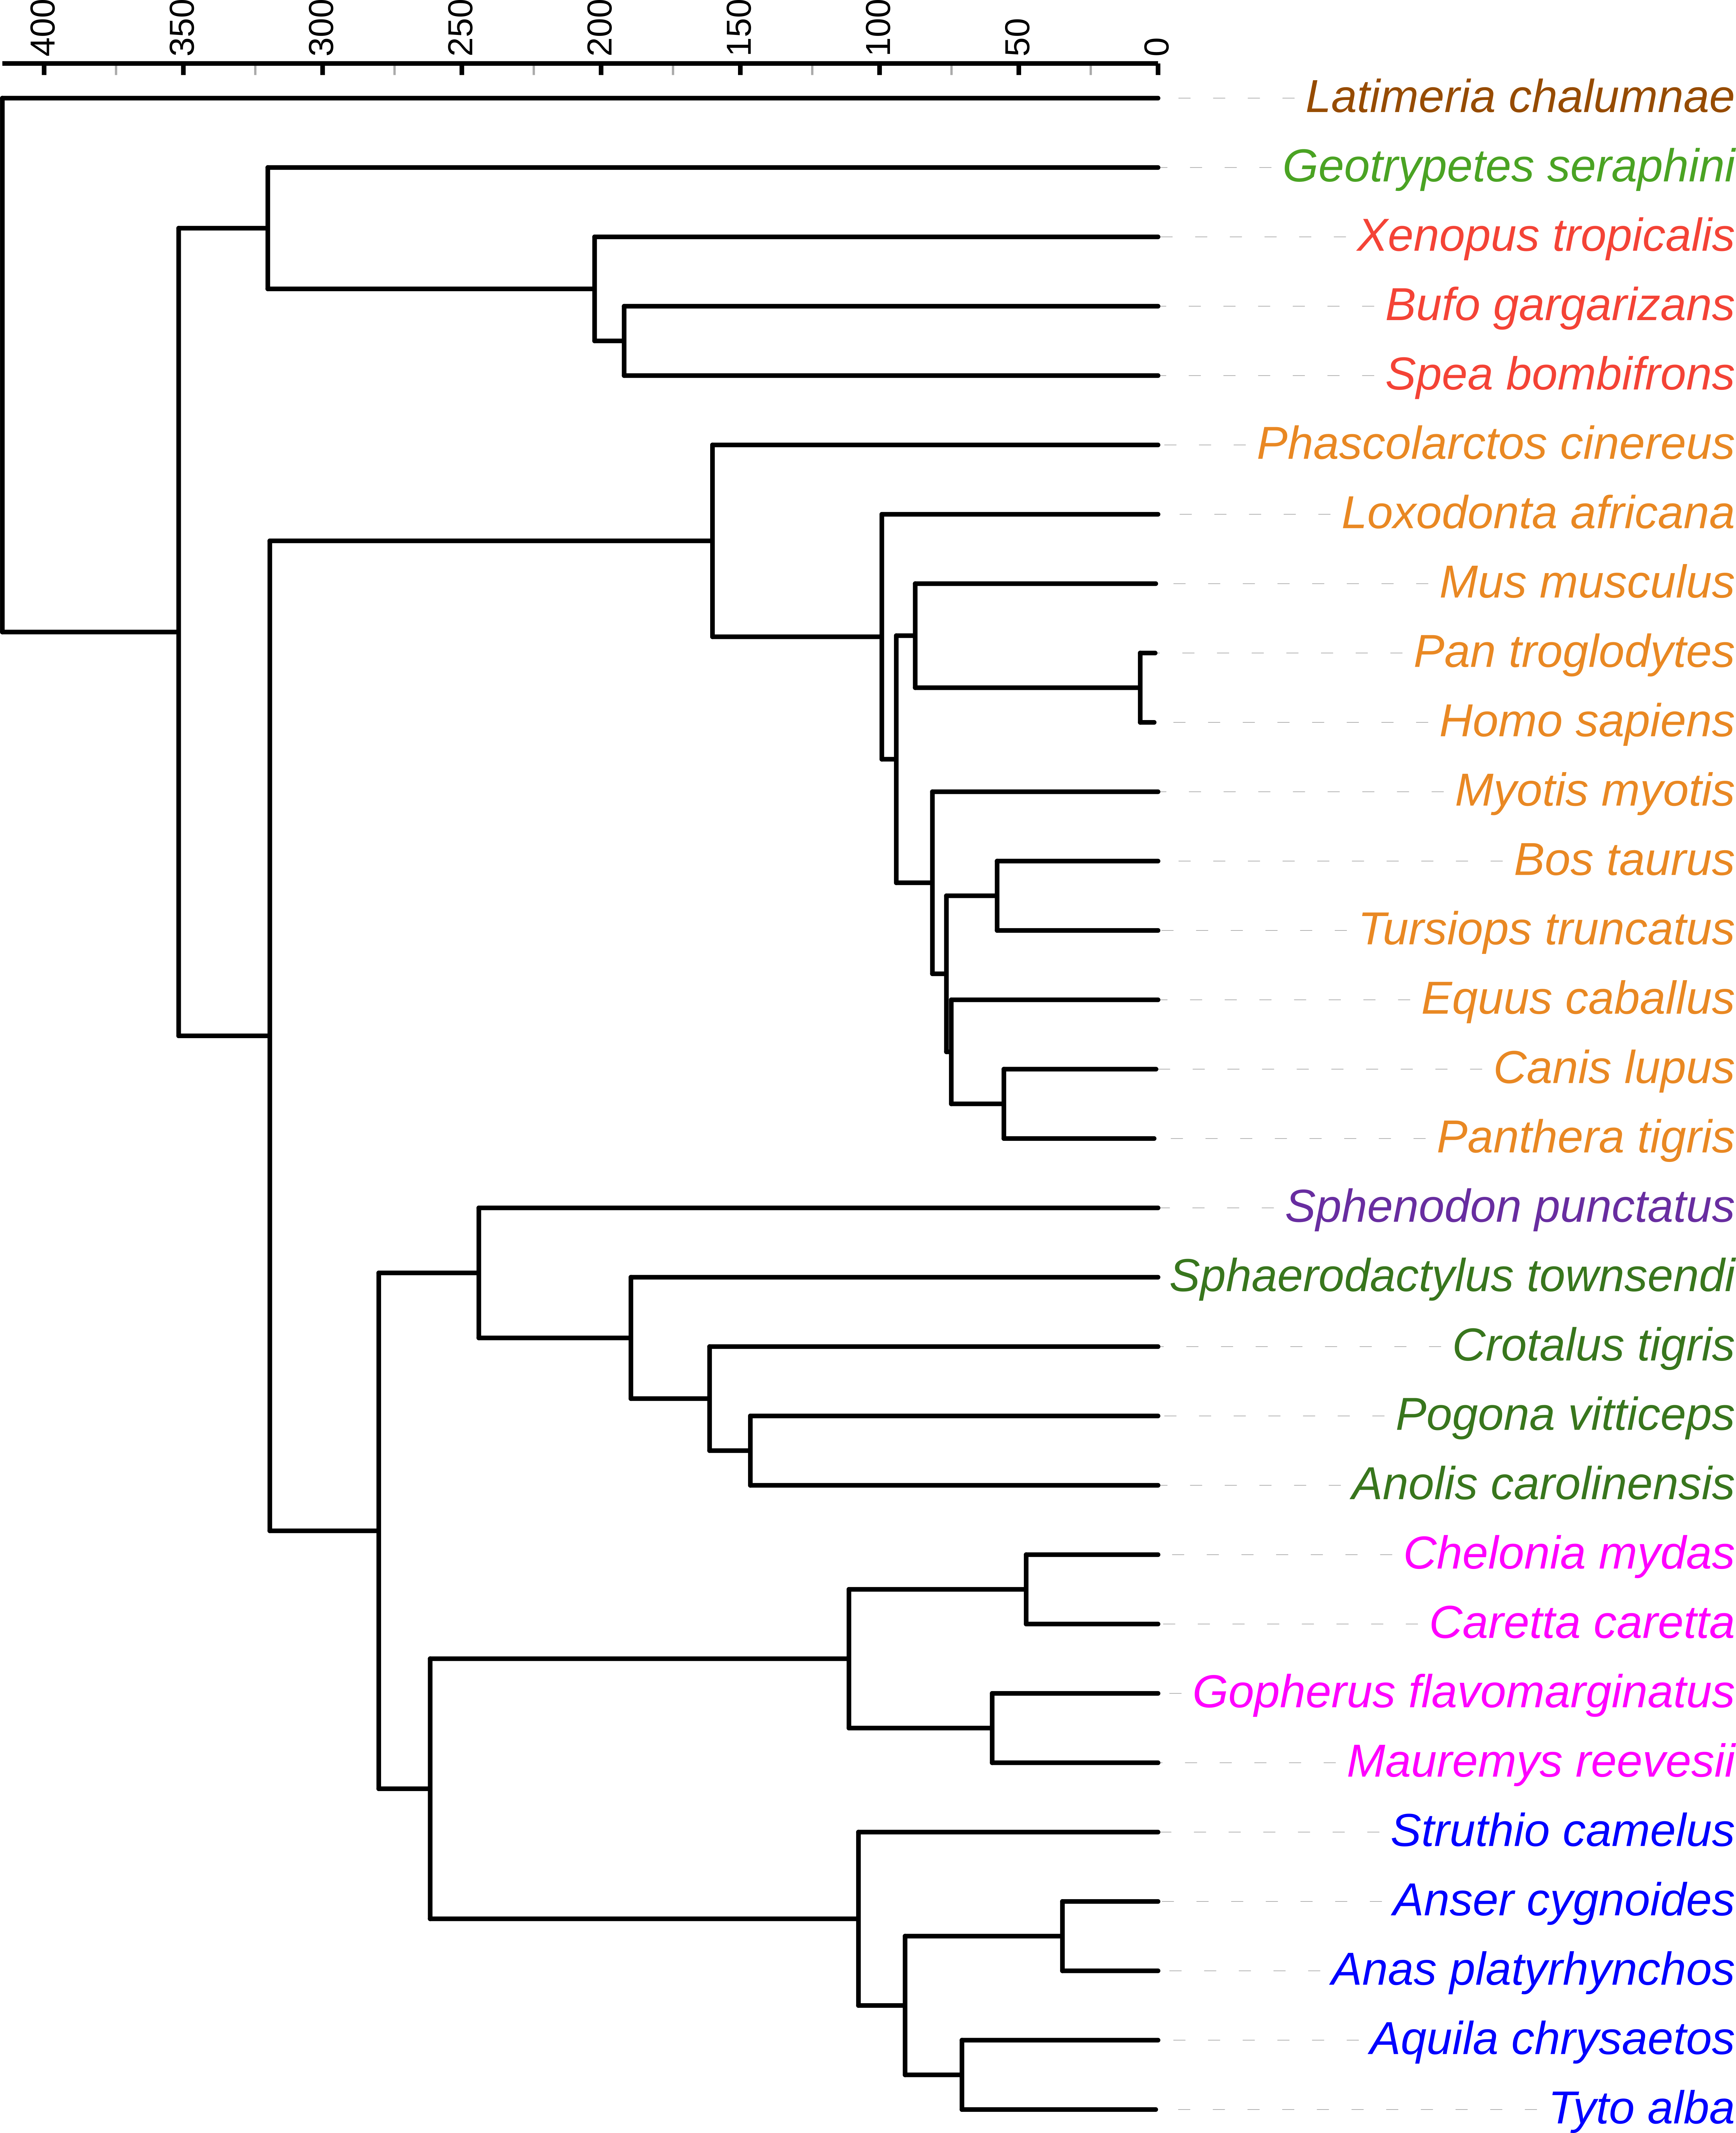 400 350 300 250 200 150 100 50 0
Latimeria chalumnae
Geotrypetes seraphini
Xenopus tropicalis
Bufo gargarizans
Spea bombifrons
Phascolarctos cinereus
Loxodonta africana
Mus musculus
Pan troglodytes
Homo sapiens
Myotis myotis
Bos taurus
Tursiops truncatus
Equus caballus
Canis lupus
Panthera tigris
Sphenodon punctatus
Sphaerodactylus townsendi
Crotalus tigris
Pogona vitticeps
Anolis carolinensis
Chelonia mydas
Caretta caretta
Gopherus flavomarginatus
Mauremys reevesii
Struthio camelus
Anser cygnoides
Anas platyrhynchos
Aquila chrysaetos
Tyto alba